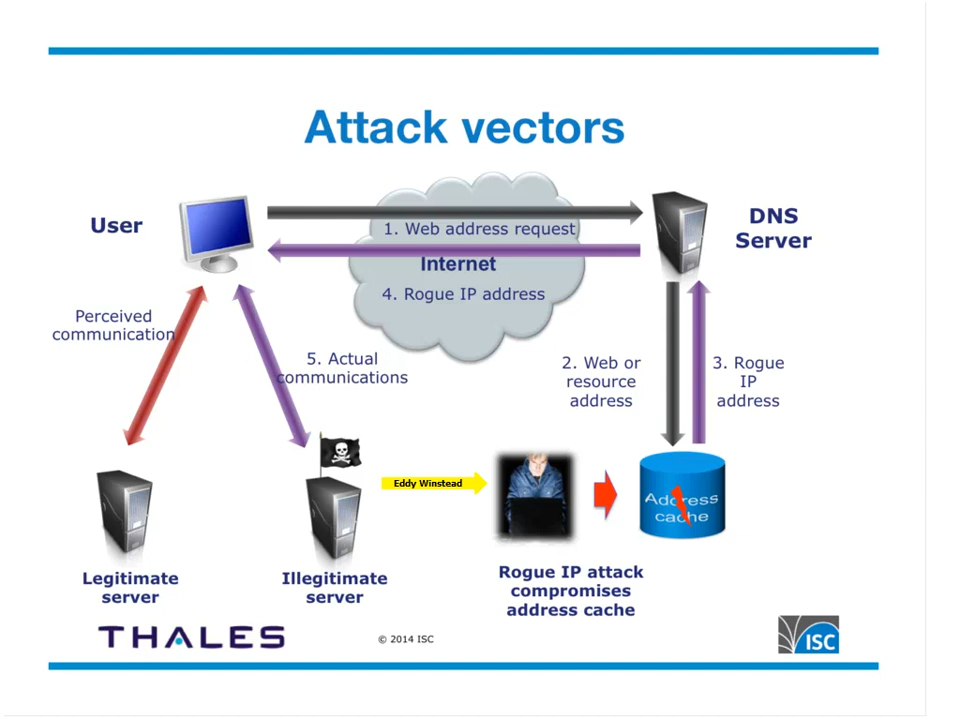 Attack vectors
User
DNS
Server
1. Web address request
Internet
4. Rogue IP address
Perceived
communication
5. Actual
communications
2. Web or
resource
address
3. Rogue
IP
address
Eddy Winstead
Address
cache
Legitimate
server
Illegitimate
server
Rogue IP attack
compromises
address cache
THALES
© 2014 ISC
ISC